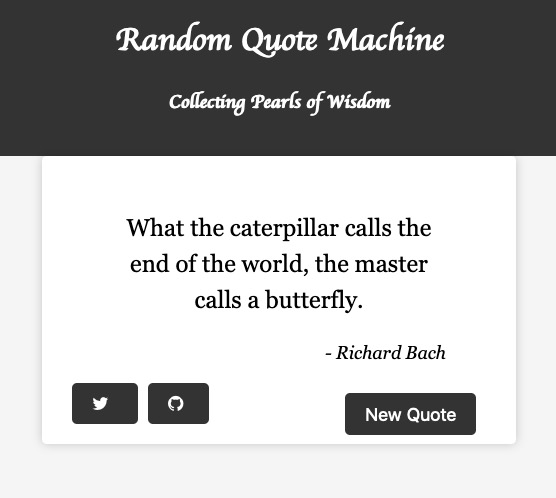 Random Quote Machine
Collecting Pearls of Wisdom
What the caterpillar calls the
end of the world, the master
calls a butterfly.
- Richard Bach
New Quote